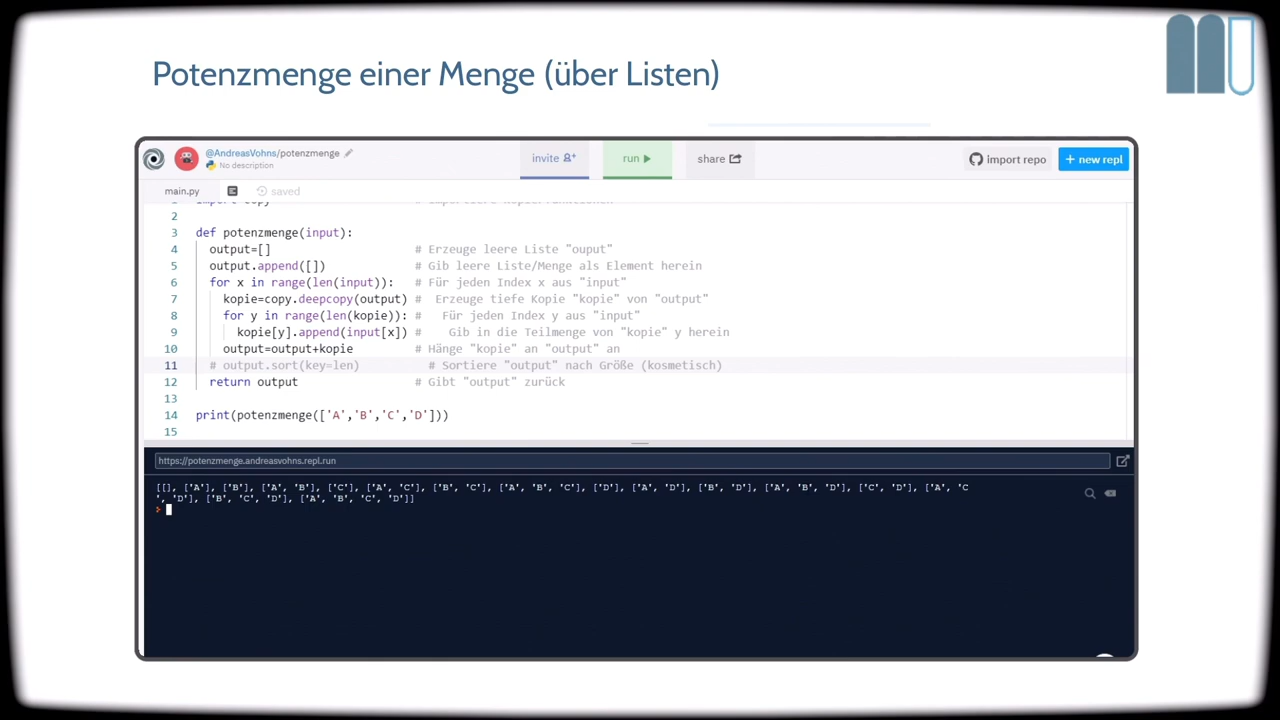 Potenzmenge einer Menge (über Listen)
@AndreasVohns/potenzmenge
No description
invite
run
share
import repo
+ new repl
main.py
saved
2
3 def potenzmenge(input):
4 output=[] # Erzeuge leere Liste "ouput"
5 output.append([]) # Gib leere Liste/Menge als Element herein
6 for x in range(len(input)): # Für jeden Index x aus "input"
7 kopie=copy.deepcopy(output) # Erzeuge tiefe Kopie "kopie" von "output"
8 for y in range(len(kopie)): # Für jeden Index y aus "input"
9 kopie[y].append(input[x]) # Gib in die Teilmenge von "kopie" y herein
10 output=output+kopie # Hänge "kopie" an "output" an
11 # output.sort(key=len) # Sortiere "output" nach Größe (kosmetisch)
12 return output # Gibt "output" zurück
13
14 print(potenzmenge(['A','B','C','D']))
15
https://potenzmenge.andreasvohns.repl.run
[[], ['A'], ['B'], ['A', 'B'], ['C'], ['A', 'C'], ['B', 'C'], ['A', 'B', 'C'], ['D'], ['A', 'D'], ['B', 'D'], ['A', 'B', 'D'], ['C', 'D'], ['A', 'C
', 'D'], ['B', 'C', 'D'], ['A', 'B', 'C', 'D']]
>